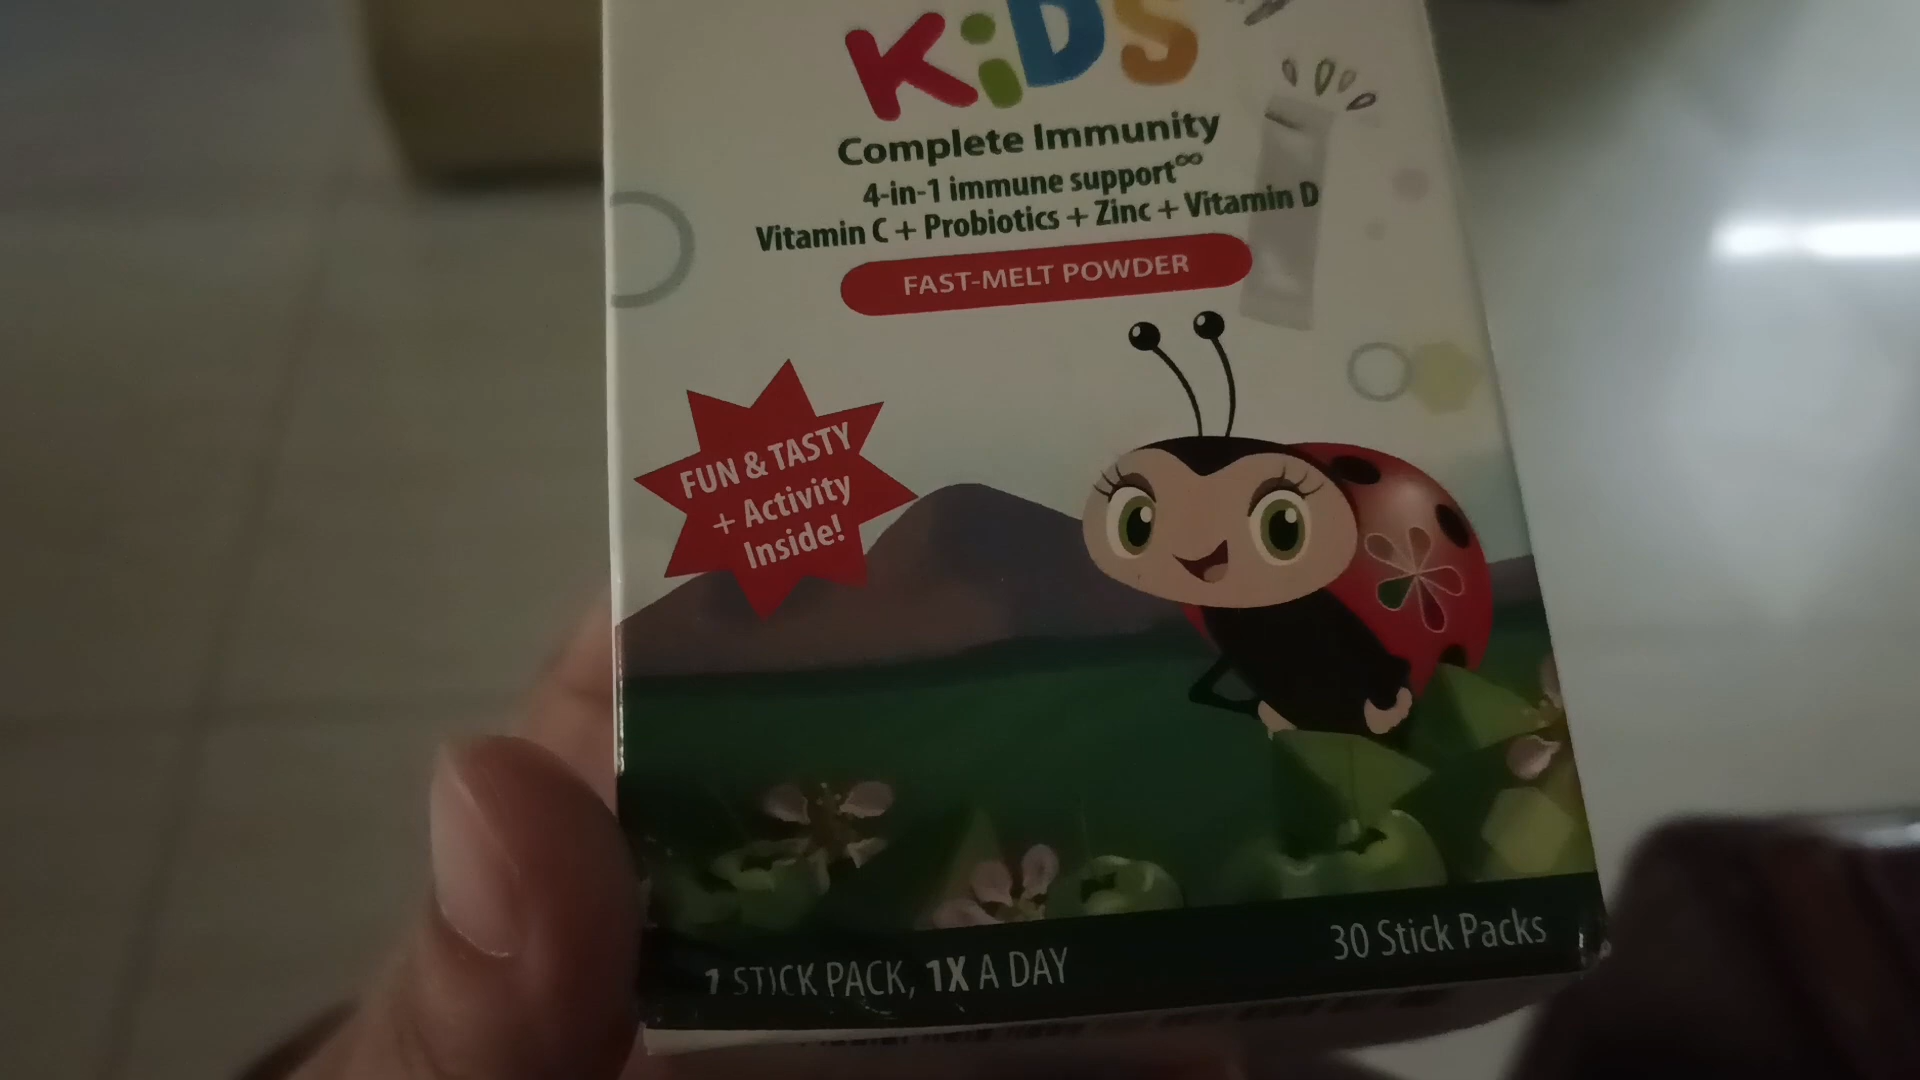 KiDS
Complete Immunity
4-in-1 immune support∞
Vitamin C + Probiotics + Zinc + Vitamin D
FAST-MELT POWDER
FUN & TASTY
+ Activity
Inside!
1 STICK PACK, 1X A DAY
30 Stick Packs